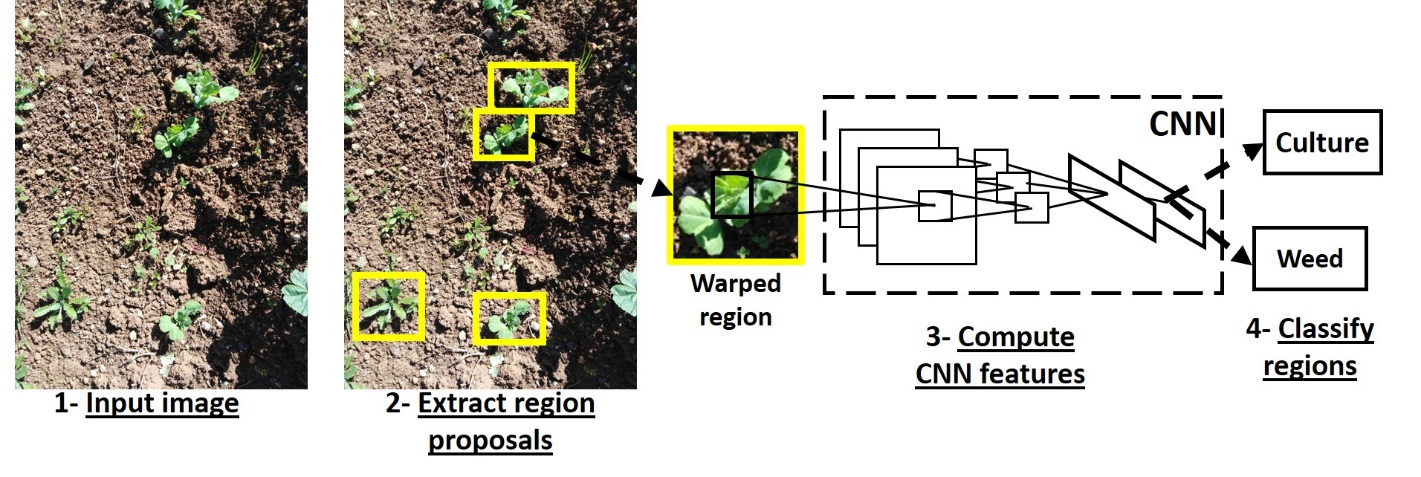 1- Input image
2- Extract region
proposals
Warped
region
CNN
3- Compute
CNN features
Culture
Weed
4- Classify
regions